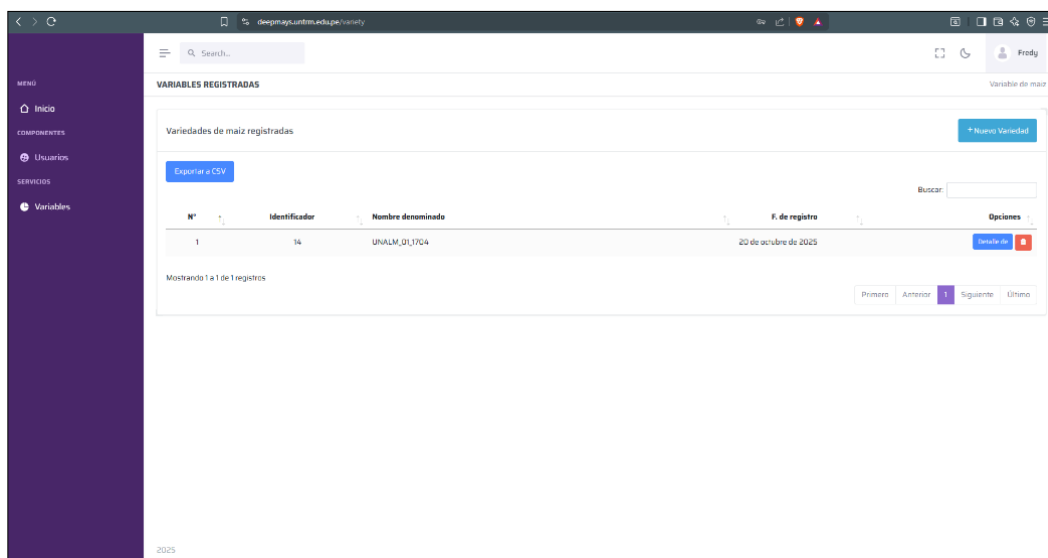 deepmays.untrm.edu.pe/variety
Search...
Fredy
MENÚ
VARIABLES REGISTRADAS
Variable de maiz
Inicio
COMPONENTES
Variedades de maiz registradas
+ Nueva Variedad
Usuarios
Exportar a CSV
SERVICIOS
Buscar:
Variables
N° Identificador Nombre denominado F. de registro Opciones
1 14 UNALM_01_1704 20 de octubre de 2025 Detalle de
Mostrando 1 a 1 de 1 registros
Primero Anterior 1 Siguiente Último
2025